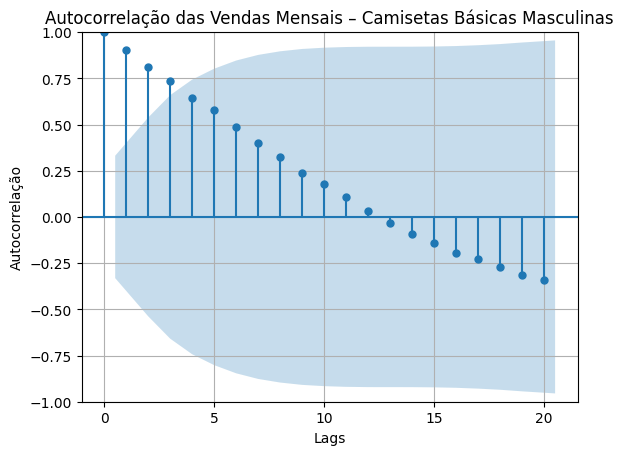 Autocorrelação das Vendas Mensais – Camisetas Básicas Masculinas
1.00
0.75
0.50
0.25
0.00
−0.25
−0.50
−0.75
−1.00
Autocorrelação
0 5 10 15 20
Lags